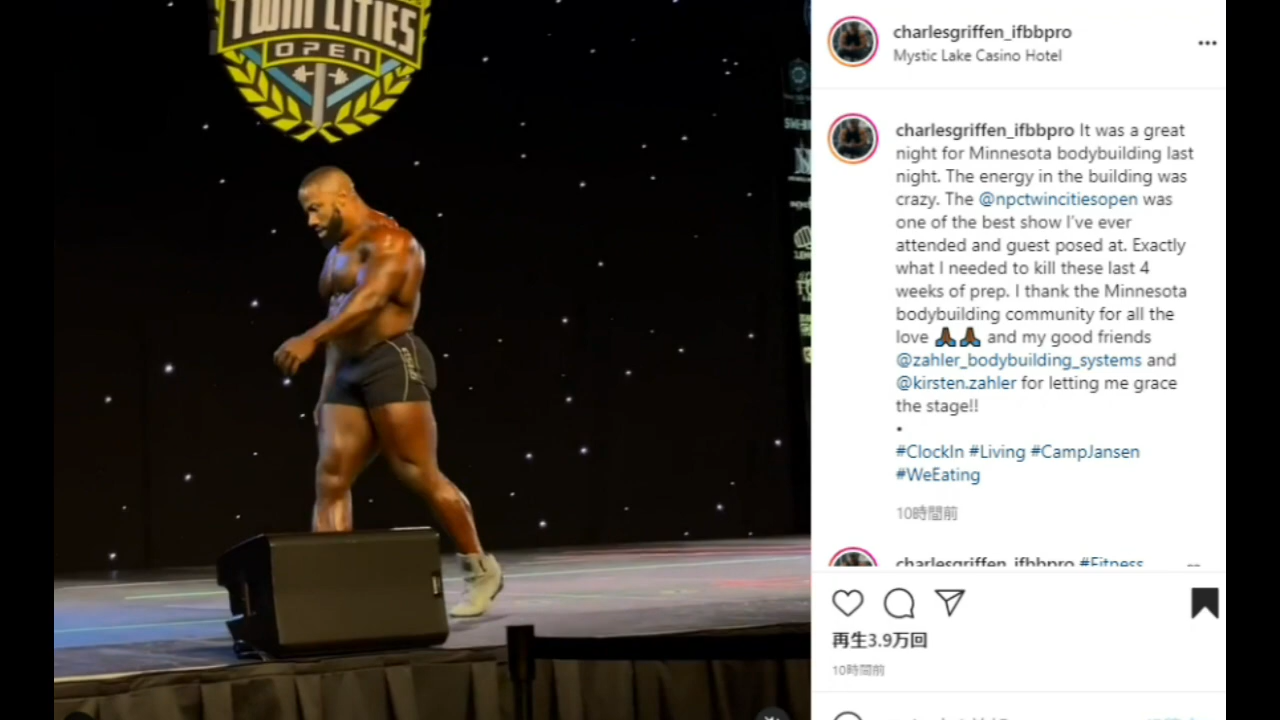 TWIN CITIES
OPEN
charlesgriffen_ifbbpro
Mystic Lake Casino Hotel
charlesgriffen_ifbbpro It was a great
night for Minnesota bodybuilding last
night. The energy in the building was
crazy. The @npctwincitiesopen was
one of the best show I've ever
attended and guest posed at. Exactly
what I needed to kill these last 4
weeks of prep. I thank the Minnesota
bodybuilding community for all the
love 🙏🏾🙏🏾 and my good friends
@zahler_bodybuilding_systems and
@kirsten.zahler for letting me grace
the stage!!
•
#ClockIn #Living #CampJansen
#WeEating
10時間前
charlesgriffen_ifbbpro #Fitness
再生3.9万回
10時間前